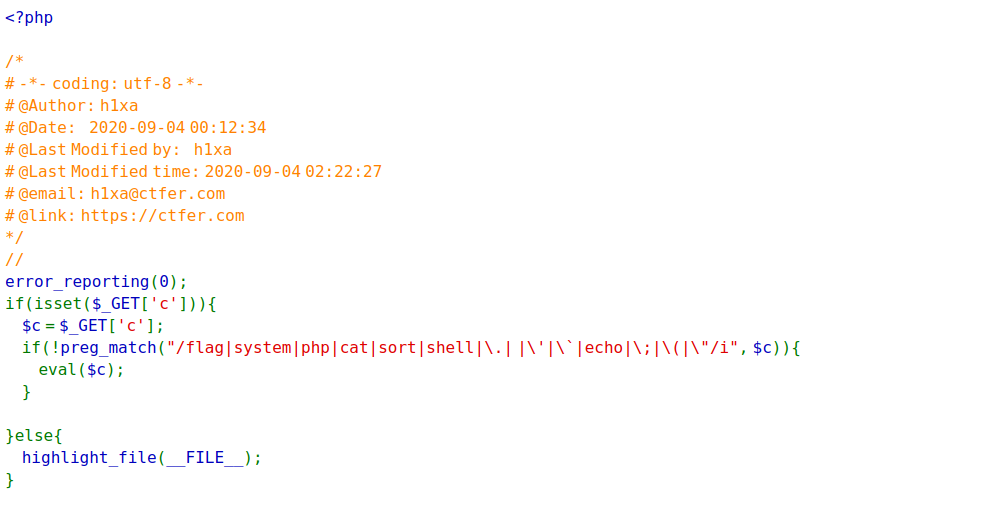 <?php

/*
# -*- coding: utf-8 -*-
# @Author: h1xa
# @Date:   2020-09-04 00:12:34
# @Last Modified by:   h1xa
# @Last Modified time: 2020-09-04 02:22:27
# @email: h1xa@ctfer.com
# @link: https://ctfer.com
*/
//
error_reporting(0);
if(isset($_GET['c'])){
  $c = $_GET['c'];
  if(!preg_match("/flag|system|php|cat|sort|shell|\.| |\'|\`|echo|\;|\(|\"/i", $c)){
    eval($c);
  }

}else{
  highlight_file(__FILE__);
}